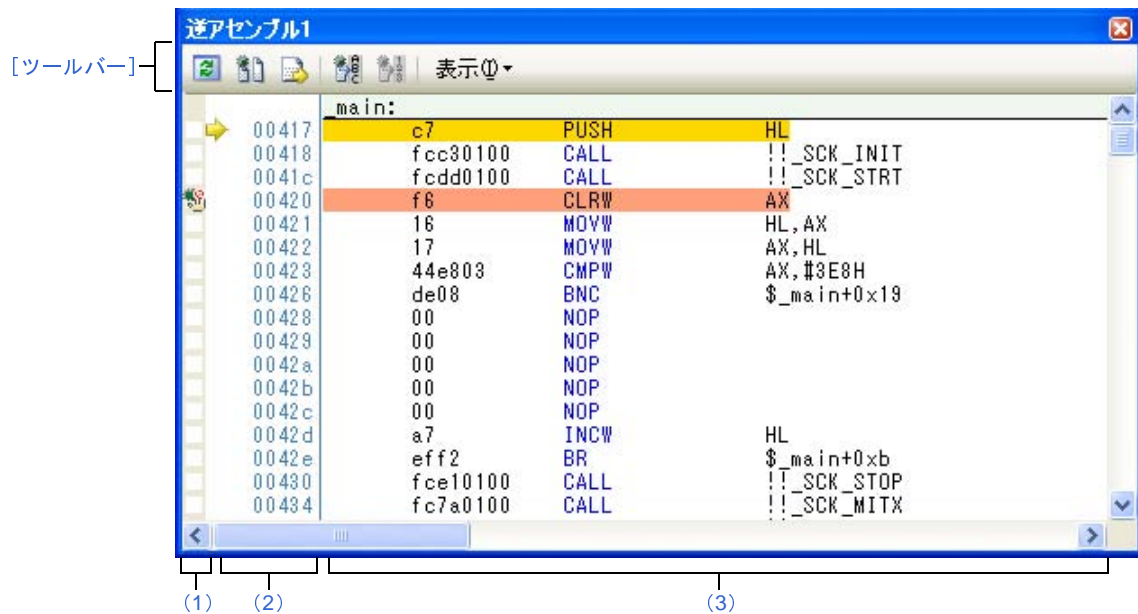 逆アセンブル1
[ツールバー]
表示(D)
_main:
00417 c7 PUSH HL
00418 fcc30100 CALL !!_SCK_INIT
0041c fcdd0100 CALL !!_SCK_STRT
00420 f6 CLRW AX
00421 16 MOVW HL,AX
00422 17 MOVW AX,HL
00423 44e803 CMPW AX,#3E8H
00426 de08 BNC $_main+0x19
00428 00 NOP
00429 00 NOP
0042a 00 NOP
0042b 00 NOP
0042c 00 NOP
0042d a7 INCW HL
0042e eff2 BR $_main+0xb
00430 fce10100 CALL !!_SCK_STOP
00434 fc7a0100 CALL !!_SCK_MITX
(1) (2) (3)